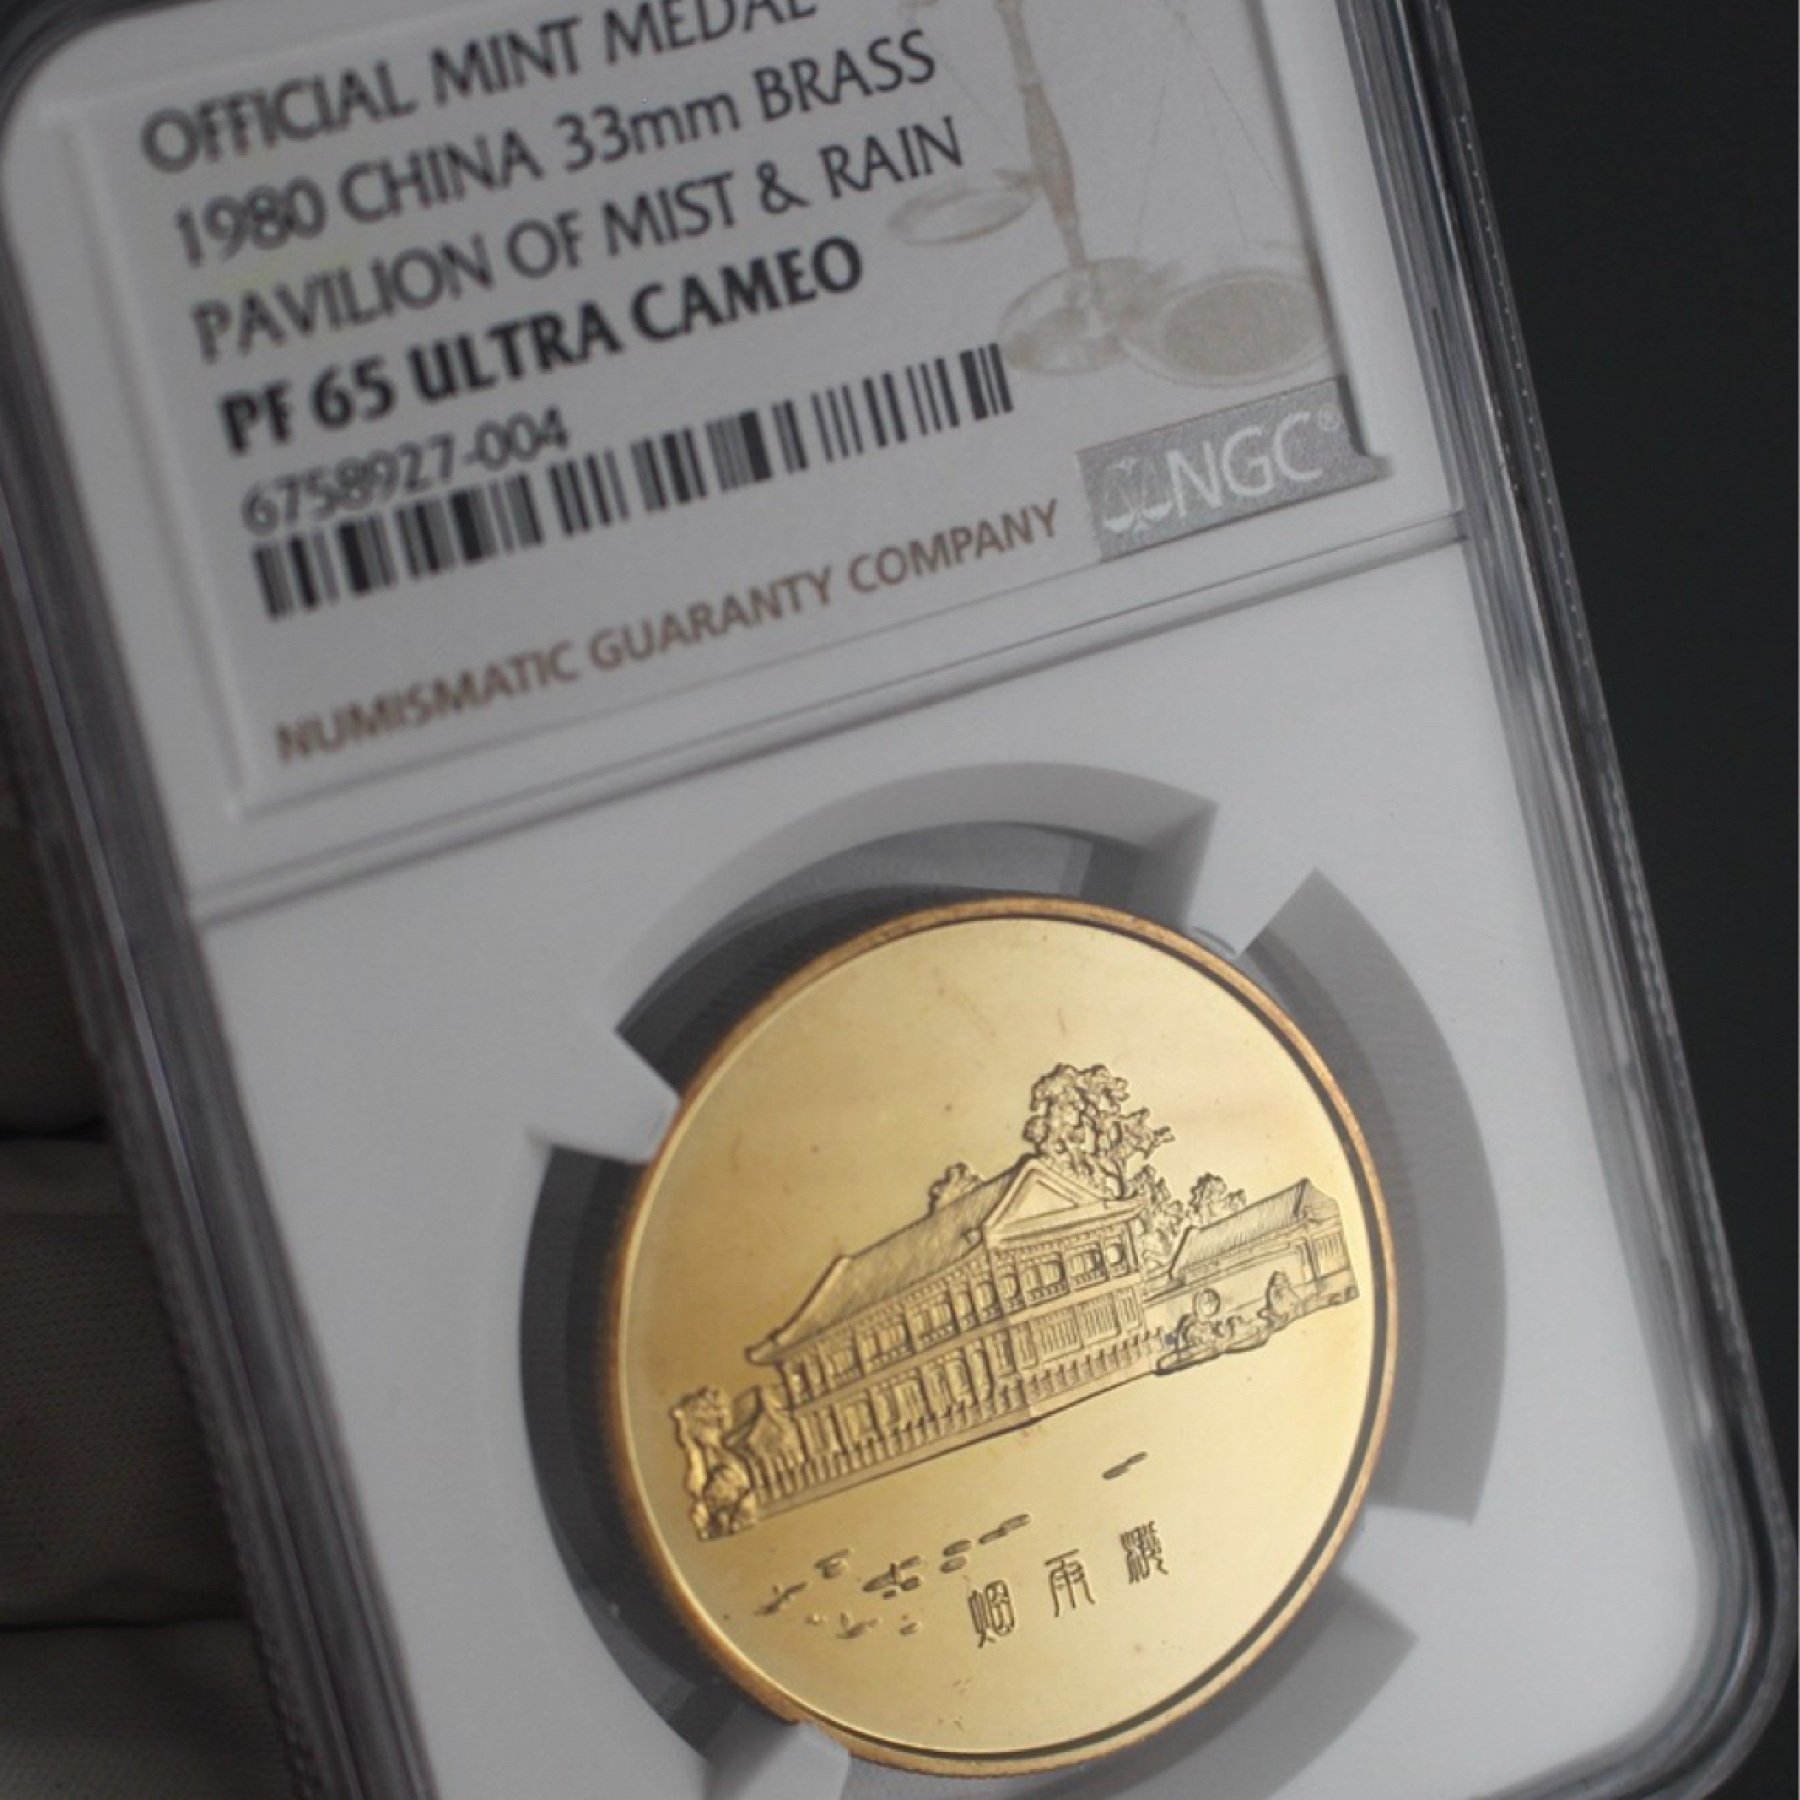 OFFICIAL MINT MEDAL
1980 CHINA 33mm BRASS
PAVILION OF MIST & RAIN
PF 65 ULTRA CAMEO
6758927-004
NGC®
NUMISMATIC GUARANTY COMPANY
烟雨楼